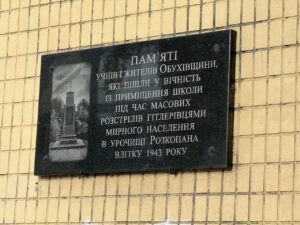 ПАМ'ЯТІ
УЧНІВ І ЖИТЕЛІВ ОБУХІВЩИНИ,
ЯКІ ПІШЛИ У ВІЧНІСТЬ
ІЗ ПРИМІЩЕННЯ ШКОЛИ
ПІД ЧАС МАСОВИХ
РОЗСТРІЛІВ ГІТЛЕРІВЦЯМИ
МИРНОГО НАСЕЛЕННЯ
В УРОЧИЩІ РОЗКОПАНА
ВЛІТКУ 1943 РОКУ